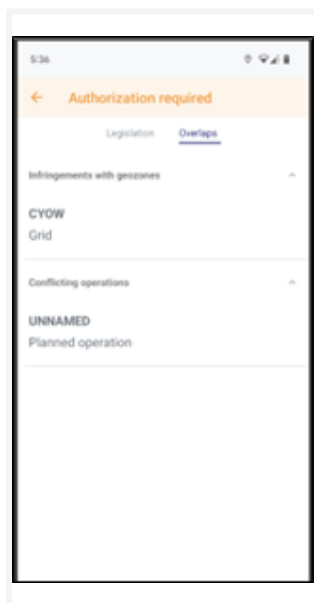 5:36
Authorization required
Legislation Overlaps
Infringements with geozones
CYOW
Grid
Conflicting operations
UNNAMED
Planned operation